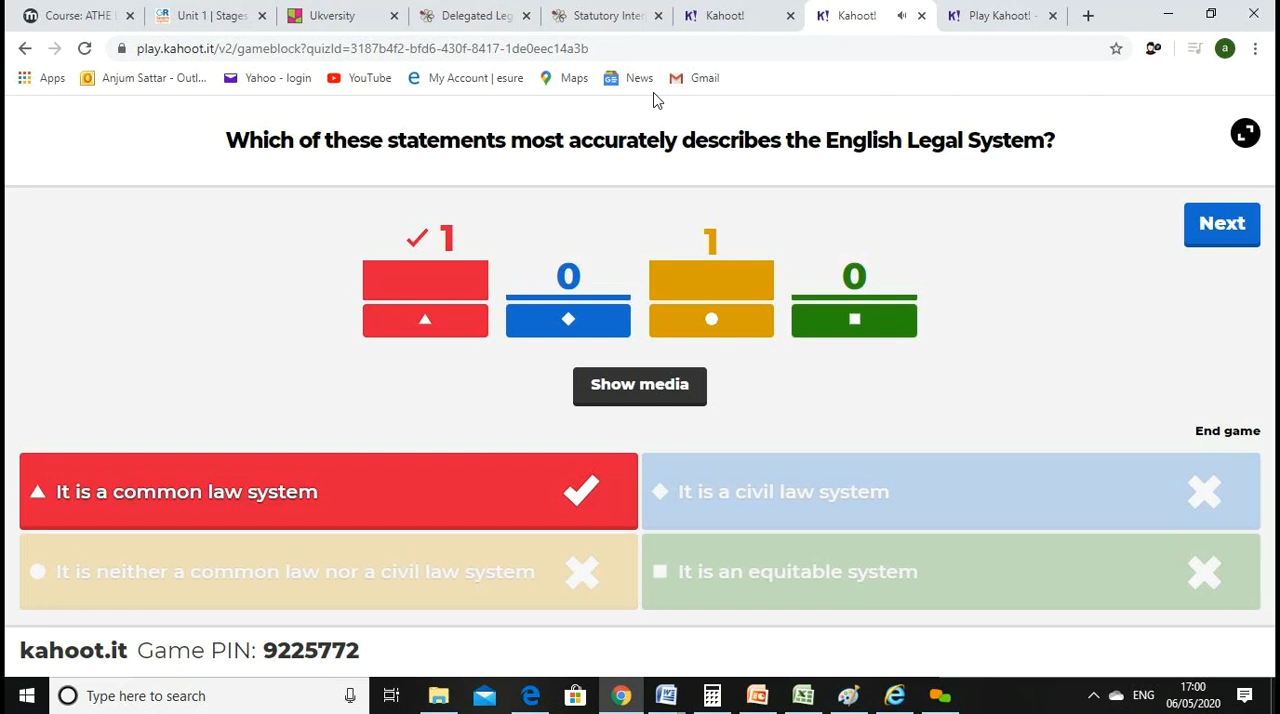 Course: ATHE L
Unit 1 | Stages
Ukversity
Delegated Leg
Statutory Inter
K! Kahoot!
K! Kahoot!
K! Play Kahoot! -
play.kahoot.it/v2/gameblock?quizId=3187b4f2-bfd6-430f-8417-1de0eec14a3b
a
Apps
Anjum Sattar - Outl...
Yahoo - login
YouTube
My Account | esure
Maps
News
Gmail
Which of these statements most accurately describes the English Legal System?
Next
1
0
1
0
Show media
End game
It is a common law system
It is a civil law system
It is neither a common law nor a civil law system
It is an equitable system
kahoot.it Game PIN: 9225772
Type here to search
ENG
17:00
06/05/2020